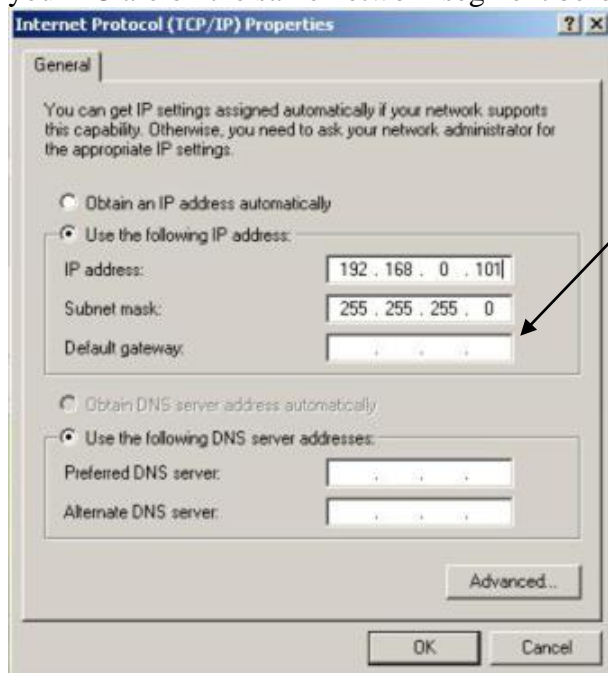 Internet Protocol (TCP/IP) Properties
General
You can get IP settings assigned automatically if your network supports
this capability. Otherwise, you need to ask your network administrator for
the appropriate IP settings.
Obtain an IP address automatically
Use the following IP address:
IP address: 192 . 168 . 0 . 101
Subnet mask: 255 . 255 . 255 . 0
Default gateway: . . .
Obtain DNS server address automatically
Use the following DNS server addresses:
Preferred DNS server: . . .
Alternate DNS server: . . .
Advanced...
OK Cancel